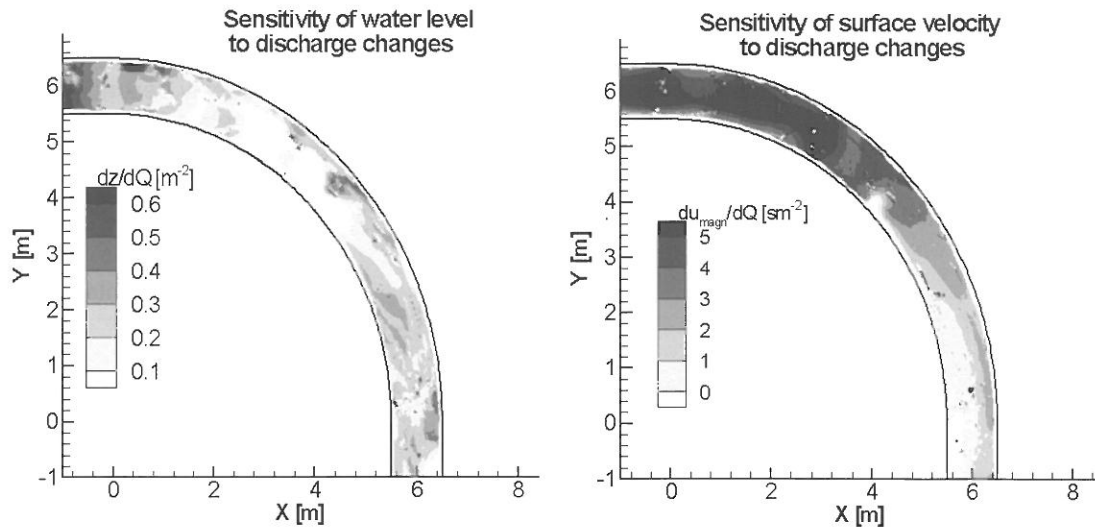 Sensitivity of water level
to discharge changes
6
5
4
3
2
1
0
-1
Y [m]
dz/dQ [m⁻²]
0.6
0.5
0.4
0.3
0.2
0.1
0 2 4 6 8
X [m]
Sensitivity of surface velocity
to discharge changes
6
5
4
3
2
1
0
-1
Y [m]
du_magn/dQ [sm⁻²]
5
4
3
2
1
0
0 2 4 6 8
X [m]